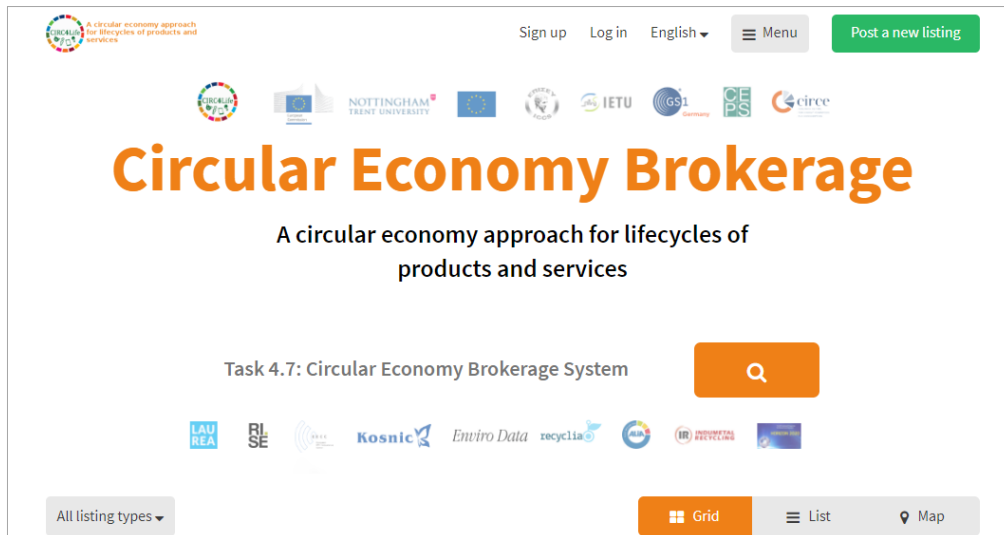 A circular economy approach
for lifecycles of products and
services
Sign up Log in English Menu Post a new listing
CIRC4Life
CIRC4Life NOTTINGHAM TRENT UNIVERSITY ICCS IETU GS1 Germany CEPS circe
Circular Economy Brokerage
A circular economy approach for lifecycles of
products and services
Task 4.7: Circular Economy Brokerage System
LAUREA RI.SE Kosnic Enviro Data recyclia INDUMETAL RECYCLING
All listing types Grid List Map